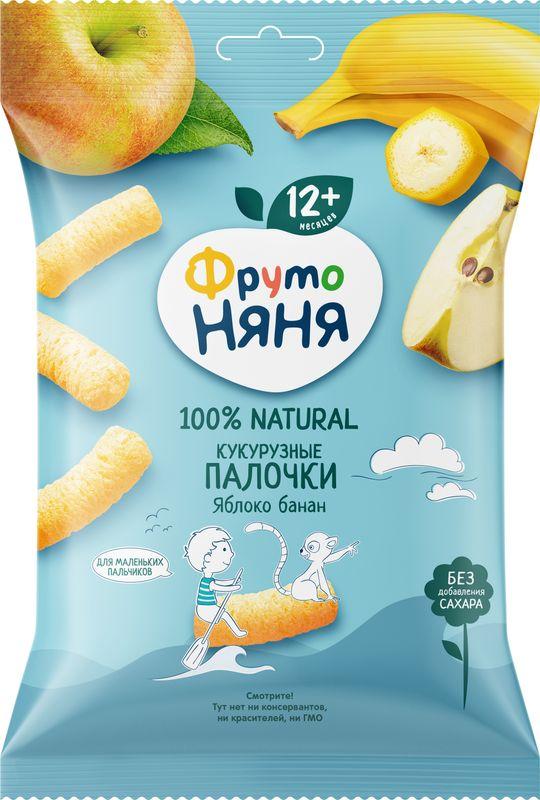 12+
месяцев
Фруто
НЯНЯ
100% NATURAL
КУКУРУЗНЫЕ
ПАЛОЧКИ
Яблоко банан
ДЛЯ МАЛЕНЬКИХ
ПАЛЬЧИКОВ
БЕЗ
добавления
САХАРА
Смотрите!
Тут нет ни консервантов,
ни красителей, ни ГМО